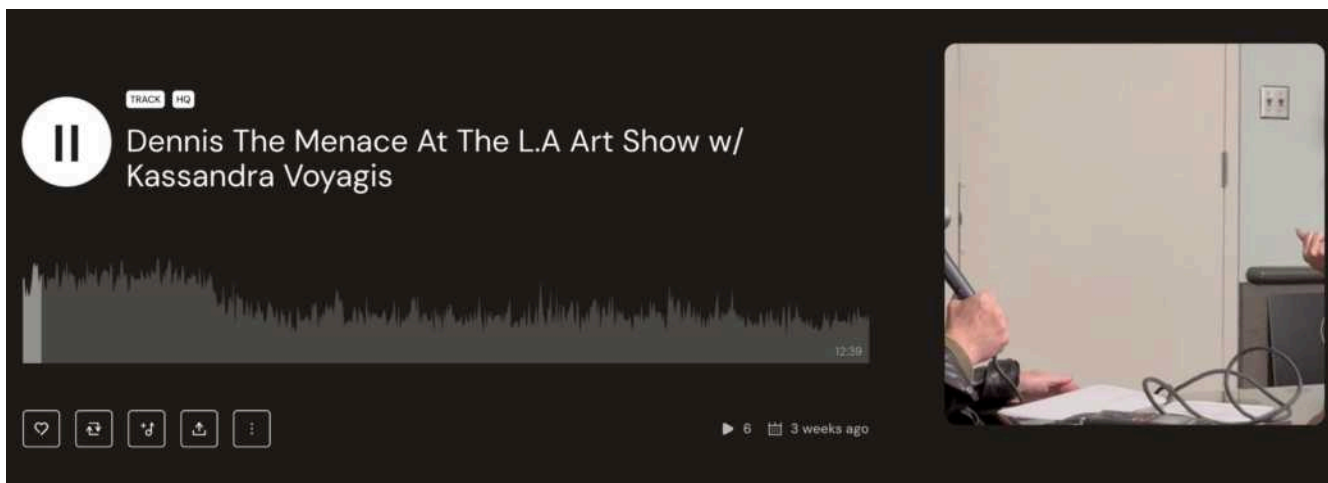 TRACK HQ
Dennis The Menace At The L.A Art Show w/
Kassandra Voyagis
12:39
6 3 weeks ago